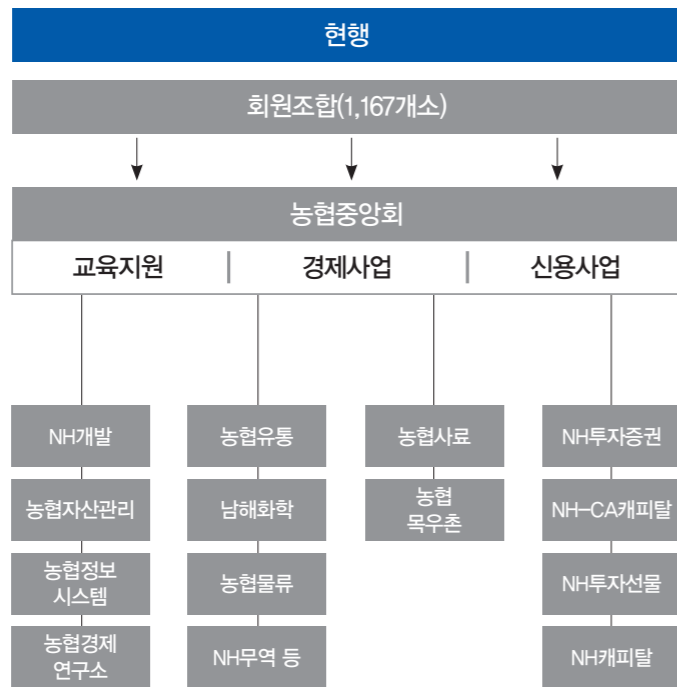 현행
회원조합(1,167개소)
농협중앙회
교육지원 | 경제사업 | 신용사업
NH개발
농협자산관리
농협정보
시스템
농협경제
연구소
농협유통
남해화학
농협물류
NH무역 등
농협사료
농협
목우촌
NH투자증권
NH-CA캐피탈
NH투자선물
NH캐피탈